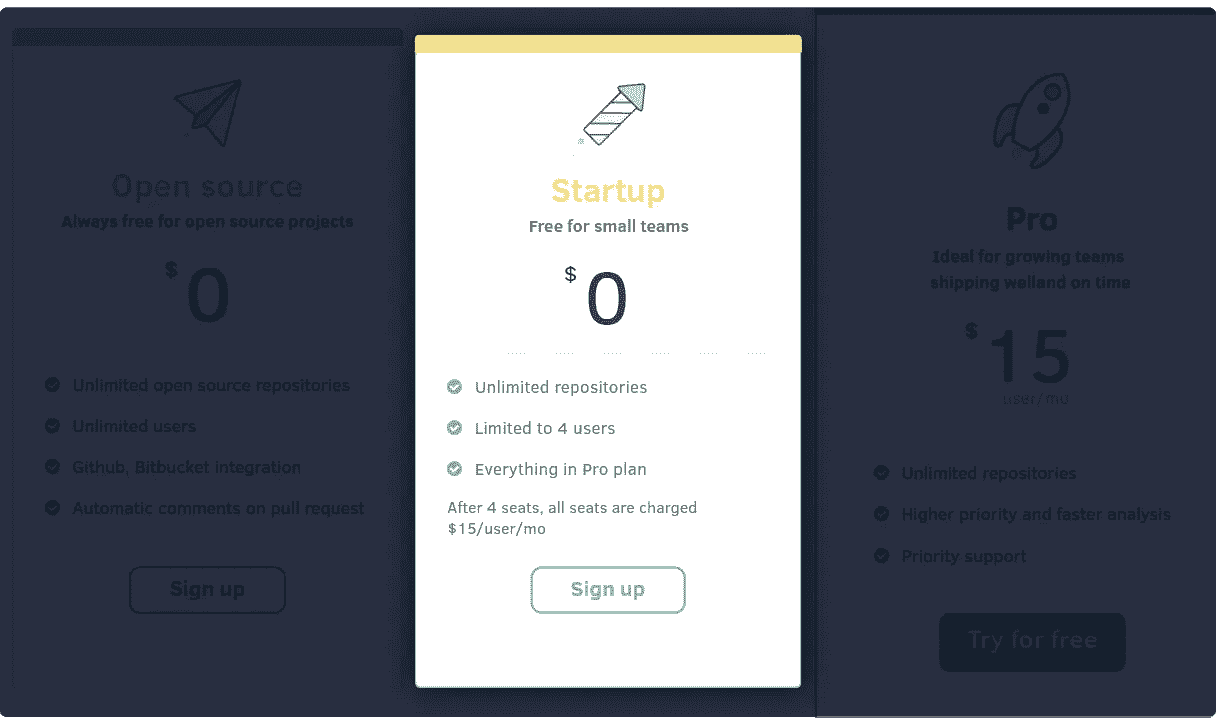 Open source
Always free for open source projects
$ 0
Unlimited open source repositories
Unlimited users
Github, Bitbucket integration
Automatic comments on pull request
Sign up
Startup
Free for small teams
$ 0
Unlimited repositories
Limited to 4 users
Everything in Pro plan
After 4 seats, all seats are charged
$15/user/mo
Sign up
Pro
Ideal for growing teams
shipping welland on time
$ 15
user/mo
Unlimited repositories
Higher priority and faster analysis
Priority support
Try for free